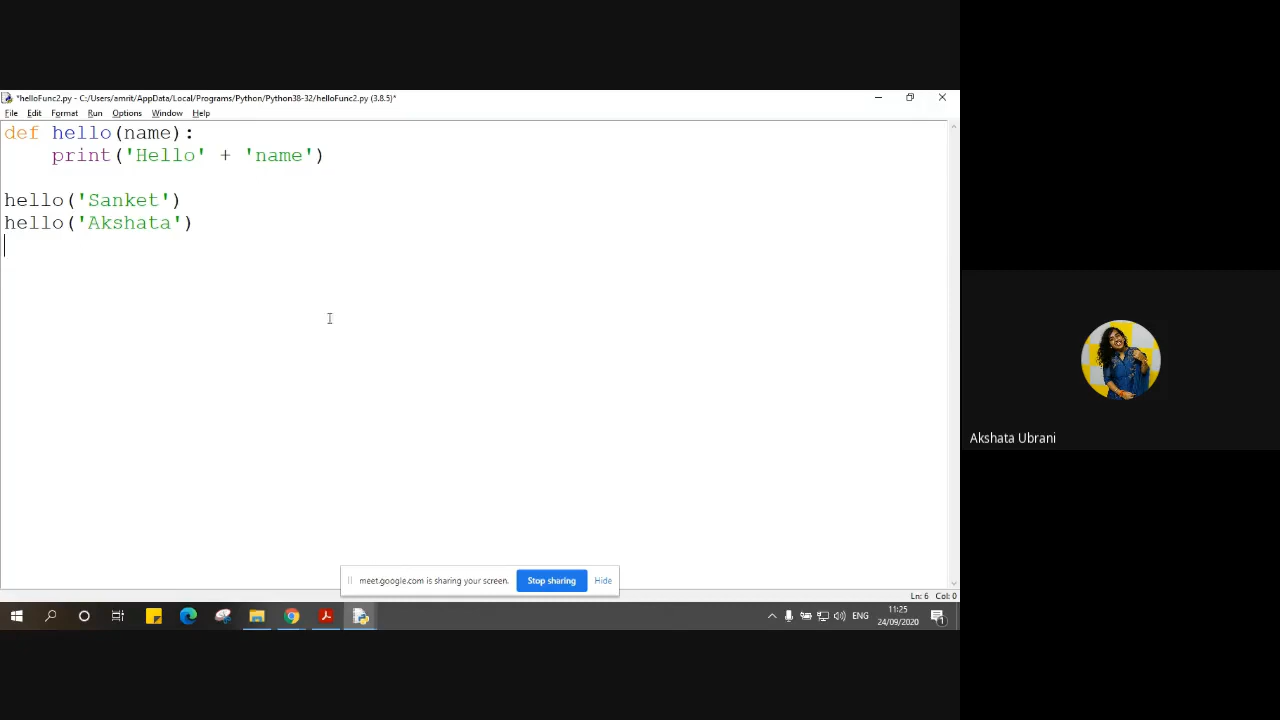 *helloFunc2.py - C:/Users/amrit/AppData/Local/Programs/Python/Python38-32/helloFunc2.py (3.8.5)*
File Edit Format Run Options Window Help
def hello(name):
    print('Hello' + 'name')
hello('Sanket')
hello('Akshata')
Akshata Ubrani
meet.google.com is sharing your screen. Stop sharing Hide
Ln: 6 Col: 0
ENG
11:25
24/09/2020
1